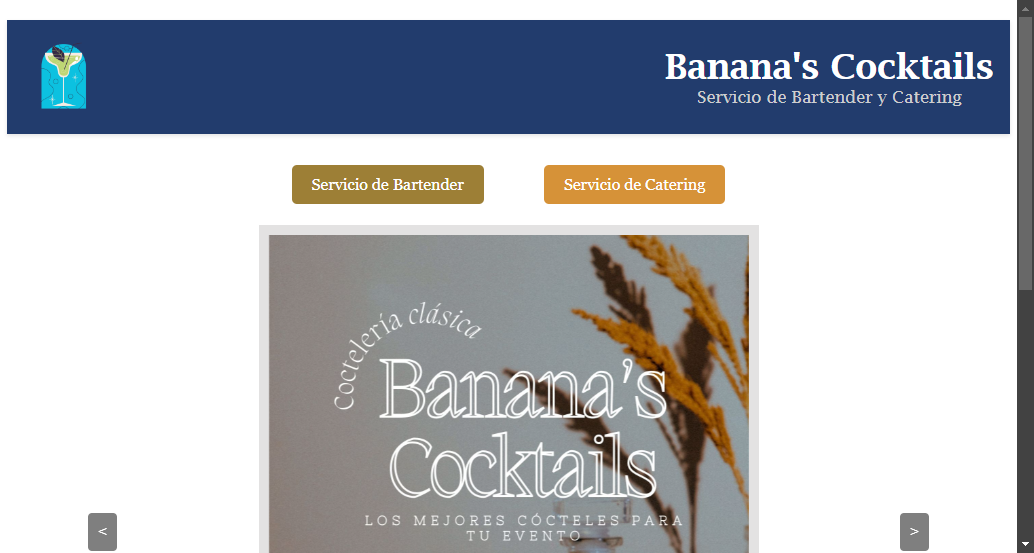 Banana's Cocktails
Servicio de Bartender y Catering
Servicio de Bartender
Servicio de Catering
Coctelería clásica
Banana's
Cocktails
LOS MEJORES CÓCTELES PARA
TU EVENTO
<
>